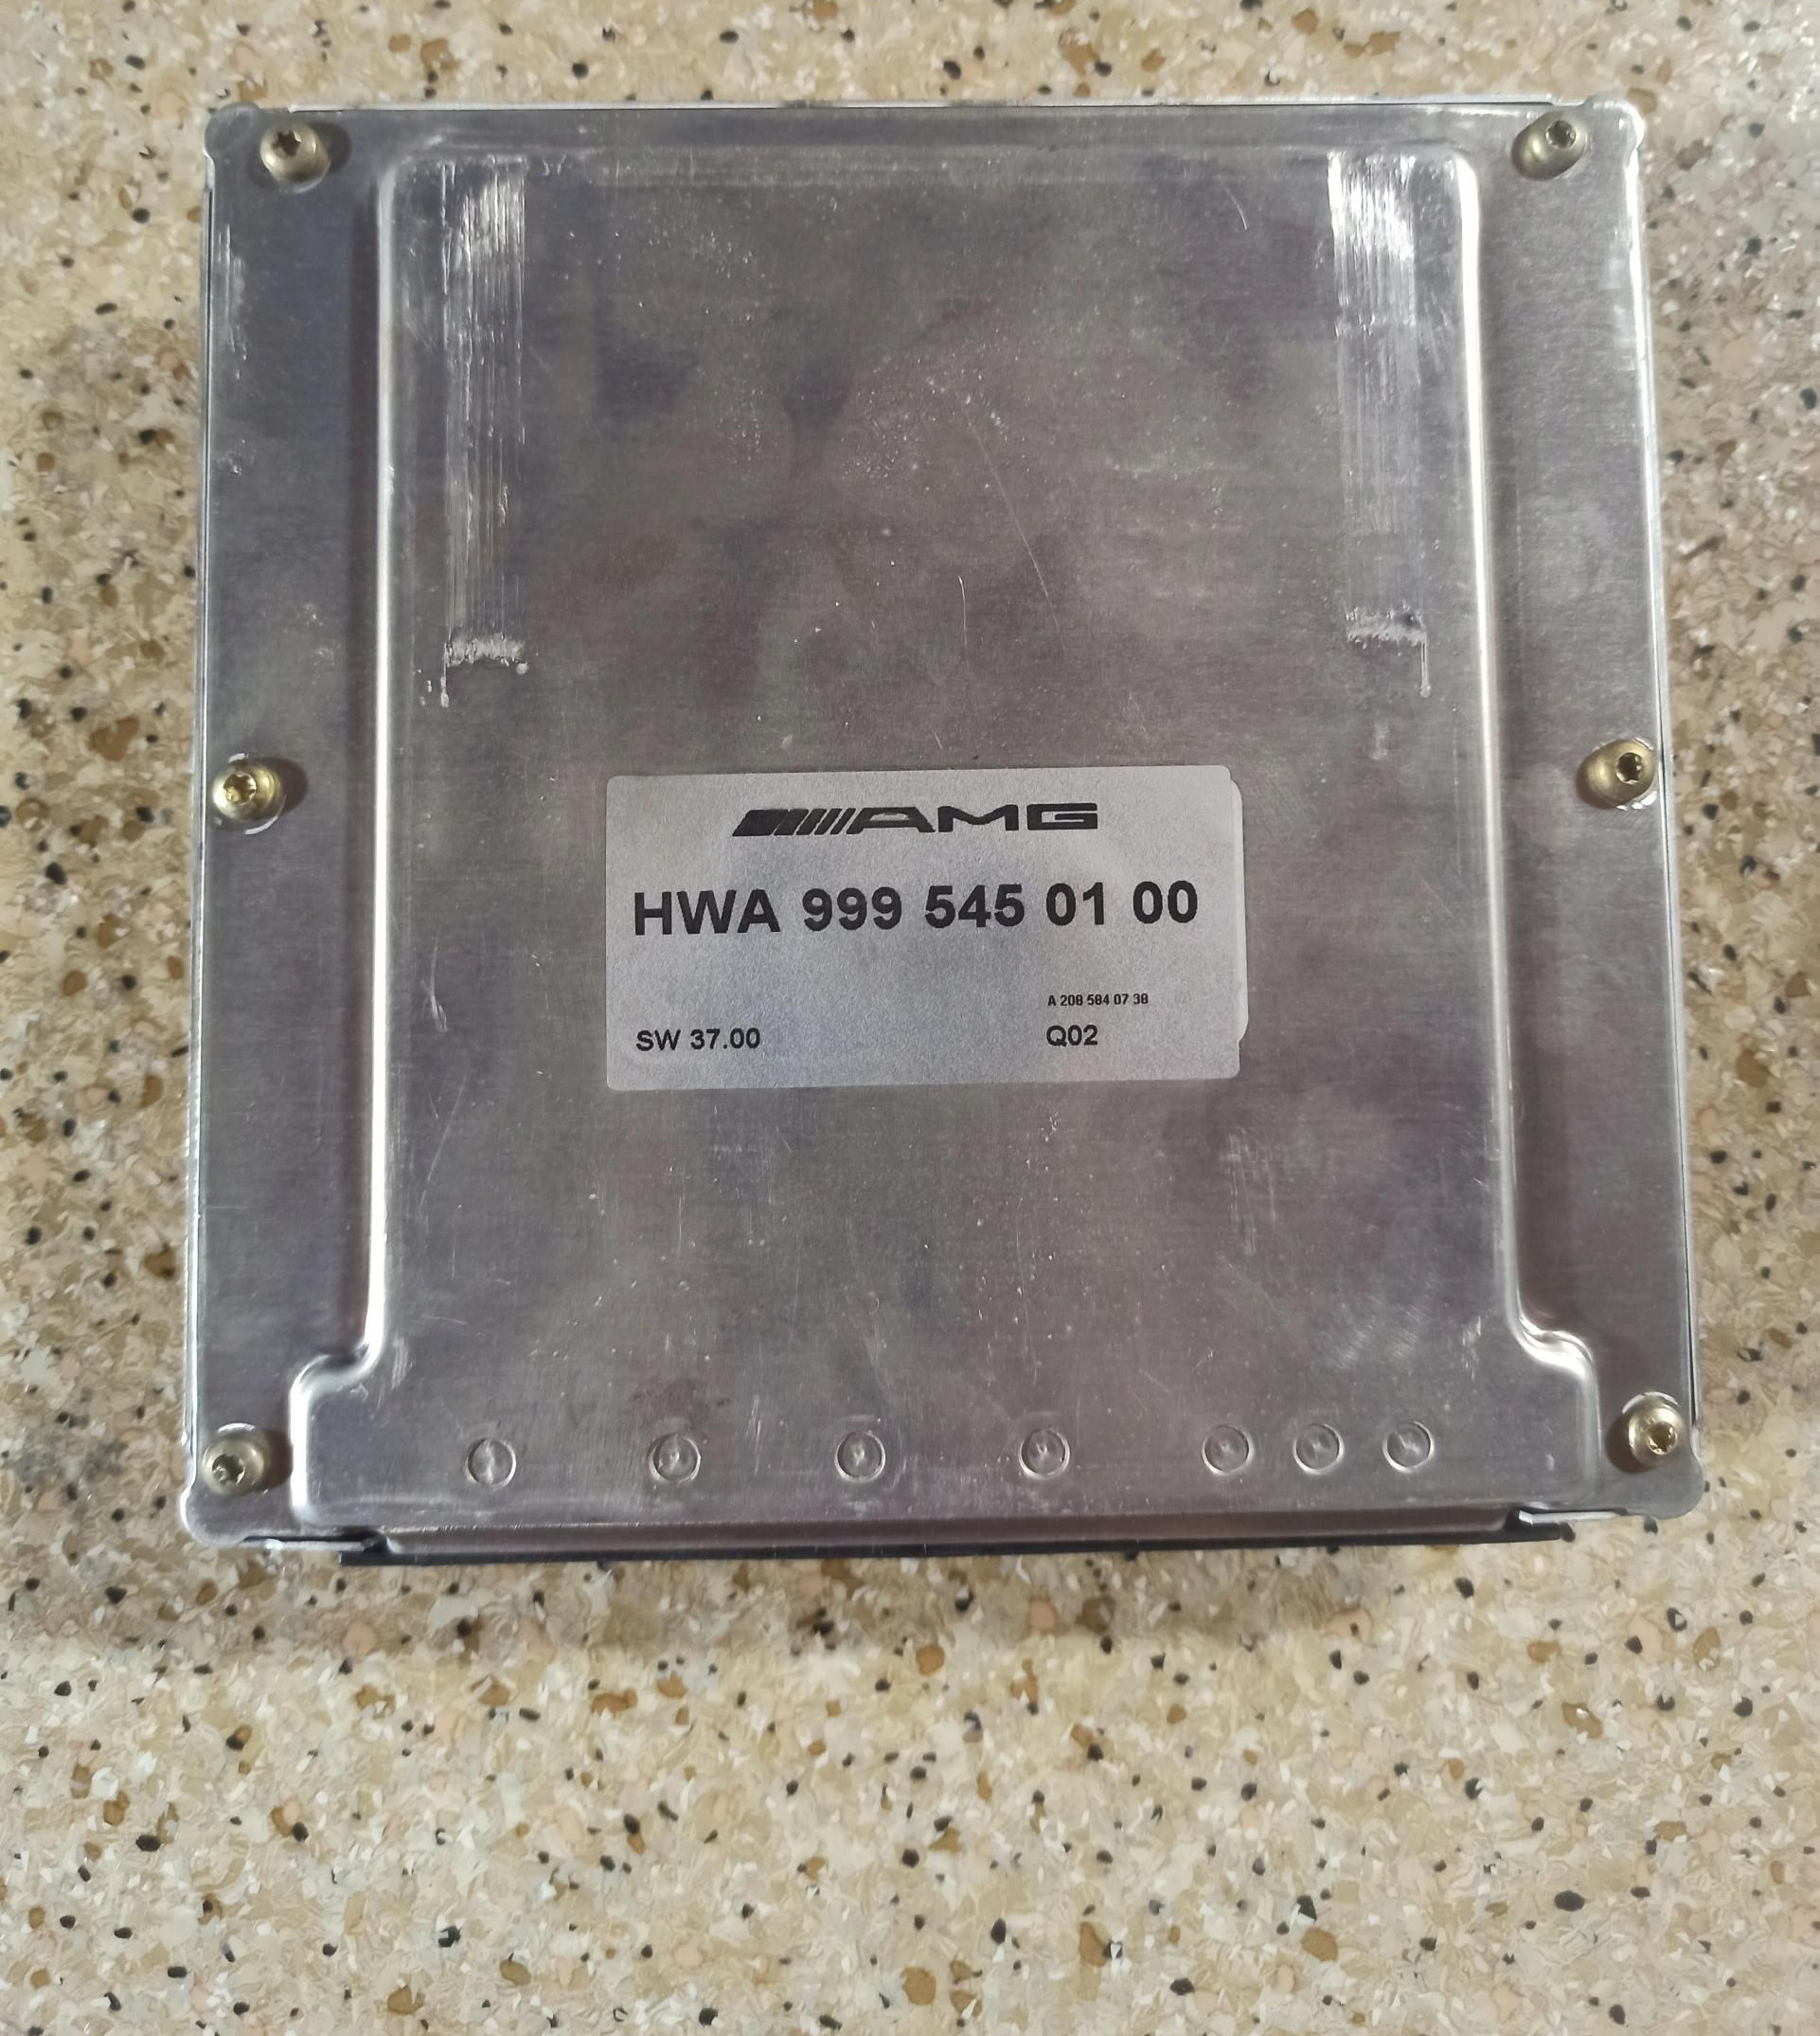 AMG
HWA 999 545 01 00
A 208 584 07 38
SW 37.00 Q02